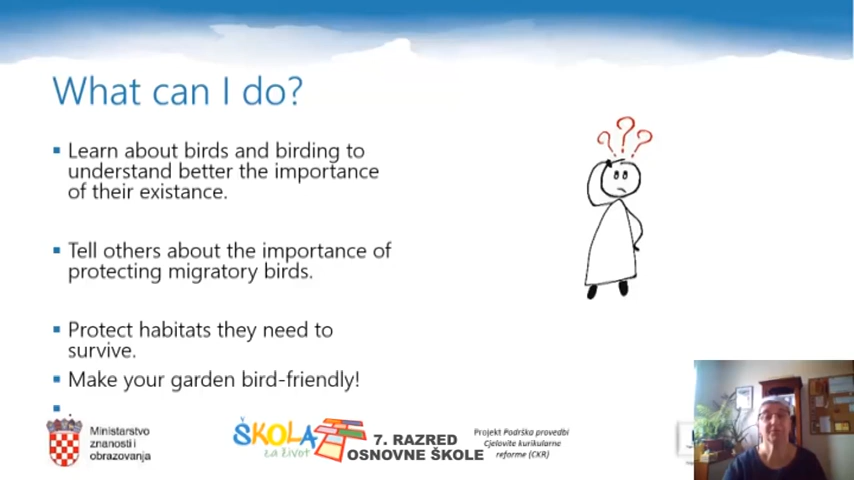 What can I do?
Learn about birds and birding to
understand better the importance
of their existance.
Tell others about the importance of
protecting migratory birds.
Protect habitats they need to
survive.
Make your garden bird-friendly!
Ministarstvo
znanosti i
obrazovanja
ŠKOLA
za život
7. RAZRED
OSNOVNE ŠKOLE
Projekt Podrška provedbi
Cjelovite kurikularne
reforme (CKR)